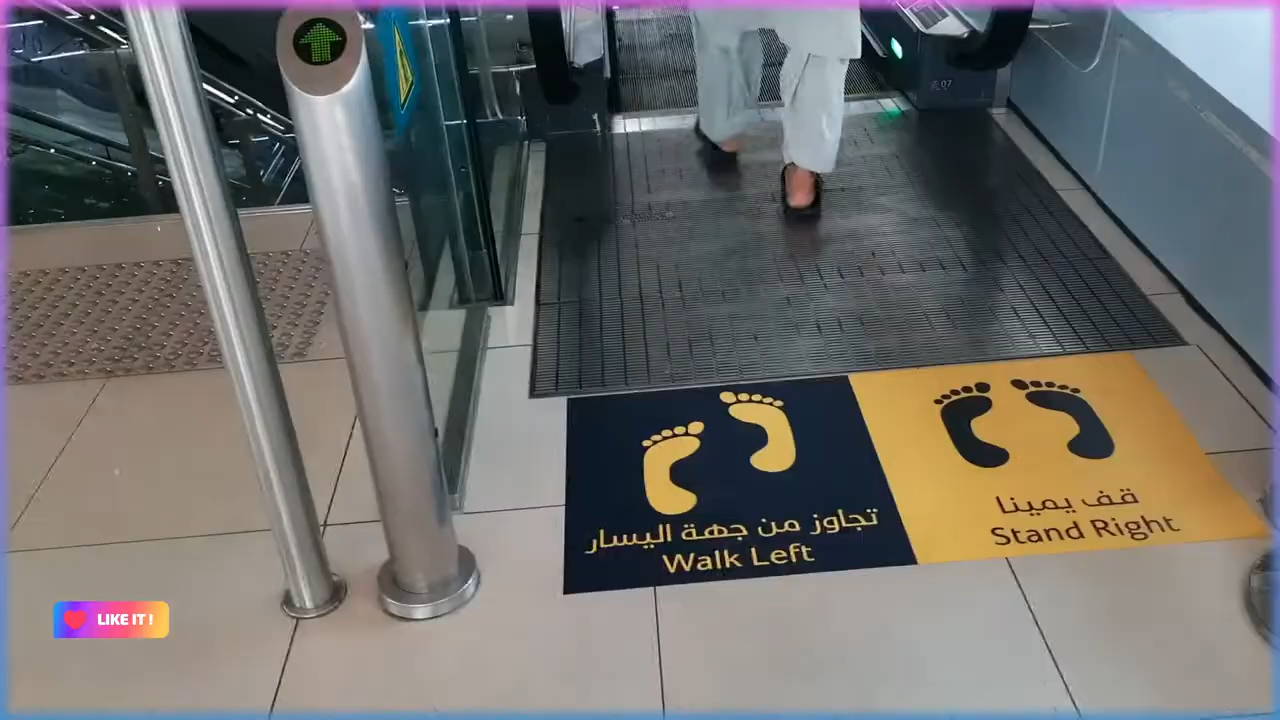 تجاوز من جهة اليسار
Walk Left
قف يمينا
Stand Right
LIKE IT !